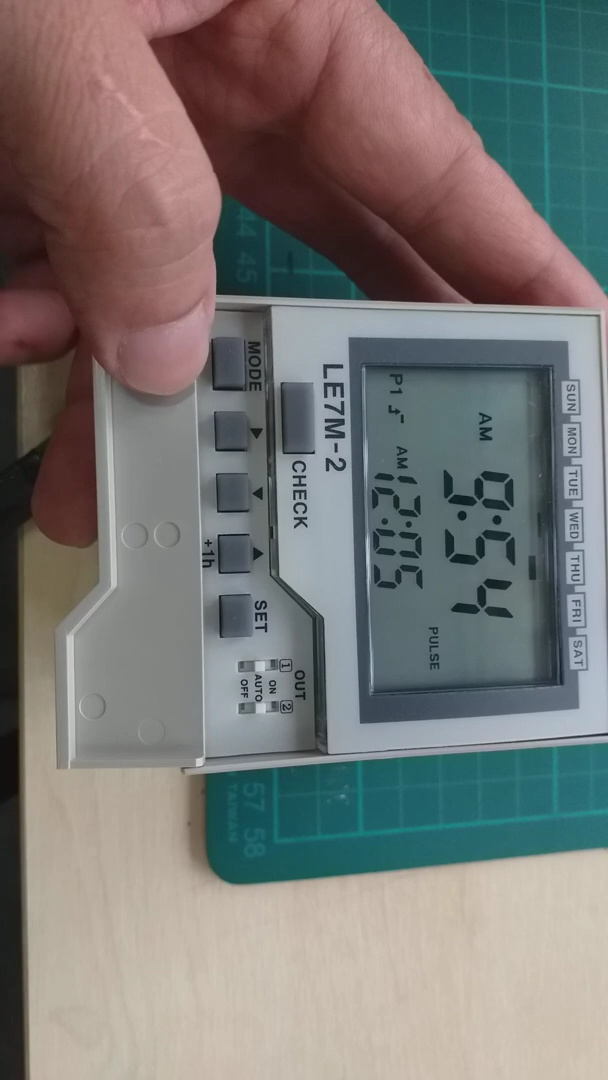 SUN MON TUE WED THU FRI SAT
AM 9:54
P1 AM 12:05 PULSE
LE7M-2
CHECK
MODE ▶ ▼ ▲ SET
+1h
OUT
1 2
ON
AUTO
OFF
44 45
57 58
TAIWAN